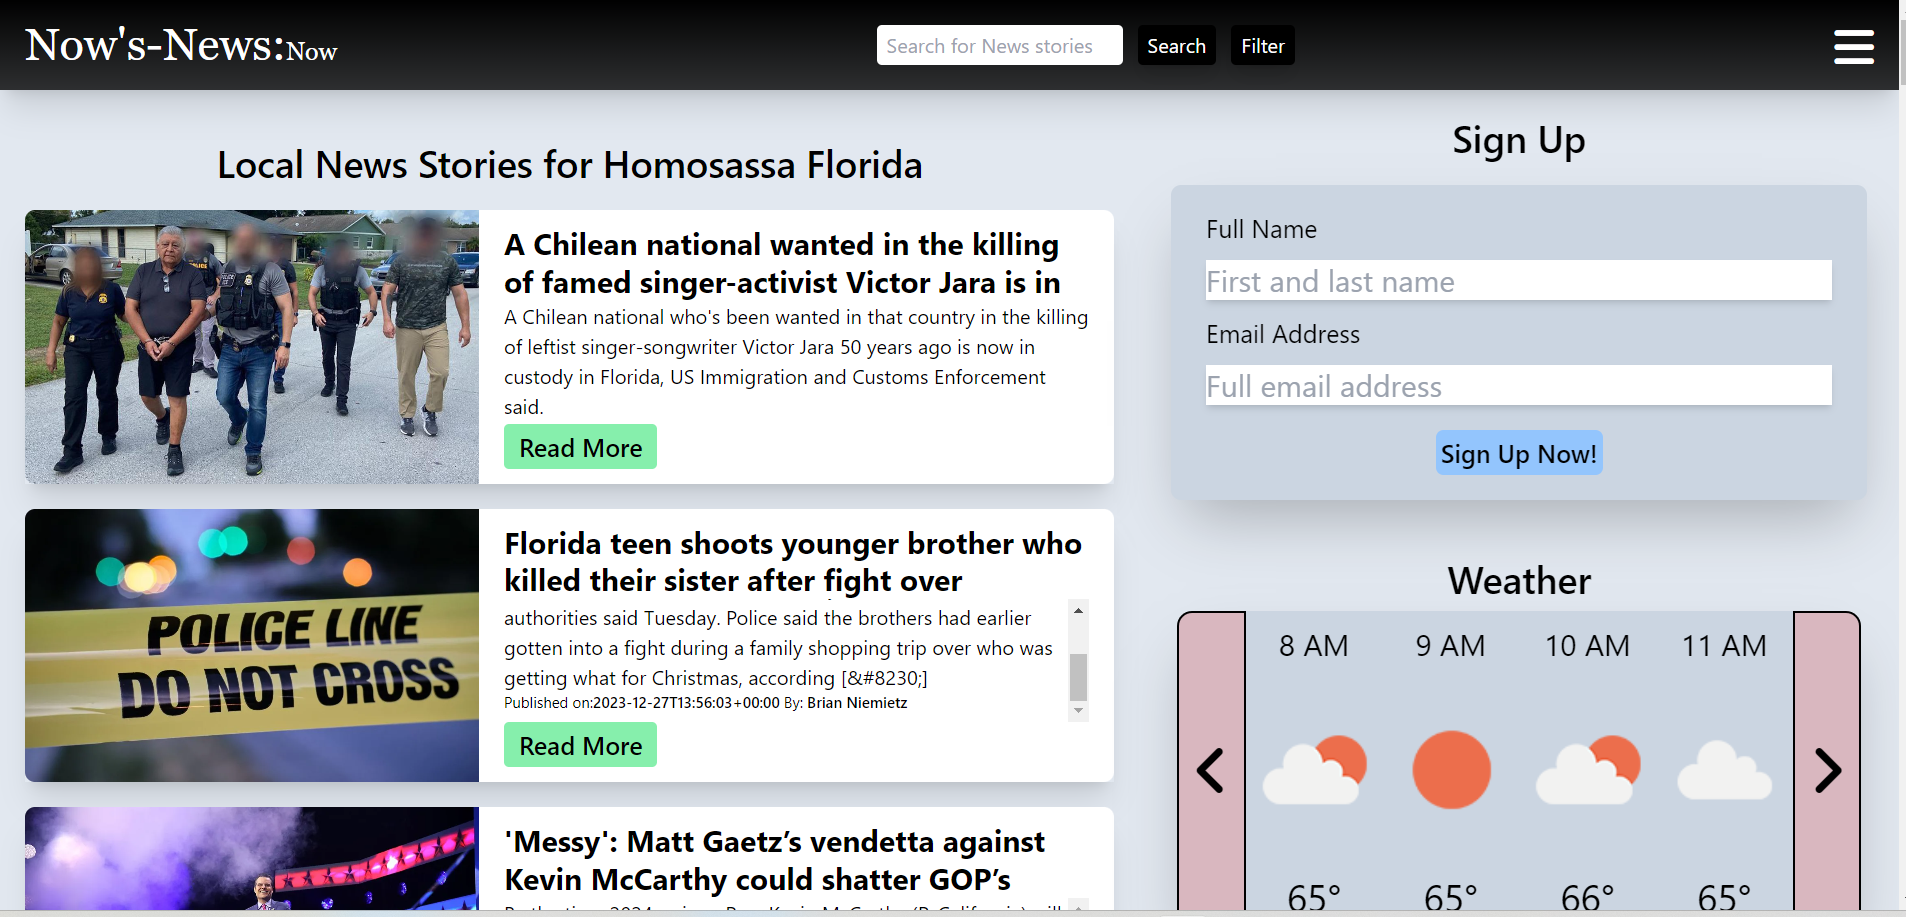 Now's-News:Now
Search for News stories
Search
Filter
Local News Stories for Homosassa Florida
A Chilean national wanted in the killing
of famed singer-activist Victor Jara is in
A Chilean national who's been wanted in that country in the killing
of leftist singer-songwriter Victor Jara 50 years ago is now in
custody in Florida, US Immigration and Customs Enforcement
said.
Read More
POLICE LINE
DO NOT CROSS
Florida teen shoots younger brother who
killed their sister after fight over
authorities said Tuesday. Police said the brothers had earlier
gotten into a fight during a family shopping trip over who was
getting what for Christmas, according [&#8230;]
Published on:2023-12-27T13:56:03+00:00 By: Brian Niemietz
Read More
'Messy': Matt Gaetz’s vendetta against
Kevin McCarthy could shatter GOP’s
Sign Up
Full Name
First and last name
Email Address
Full email address
Sign Up Now!
Weather
8 AM
9 AM
10 AM
11 AM
65°
65°
66°
65°